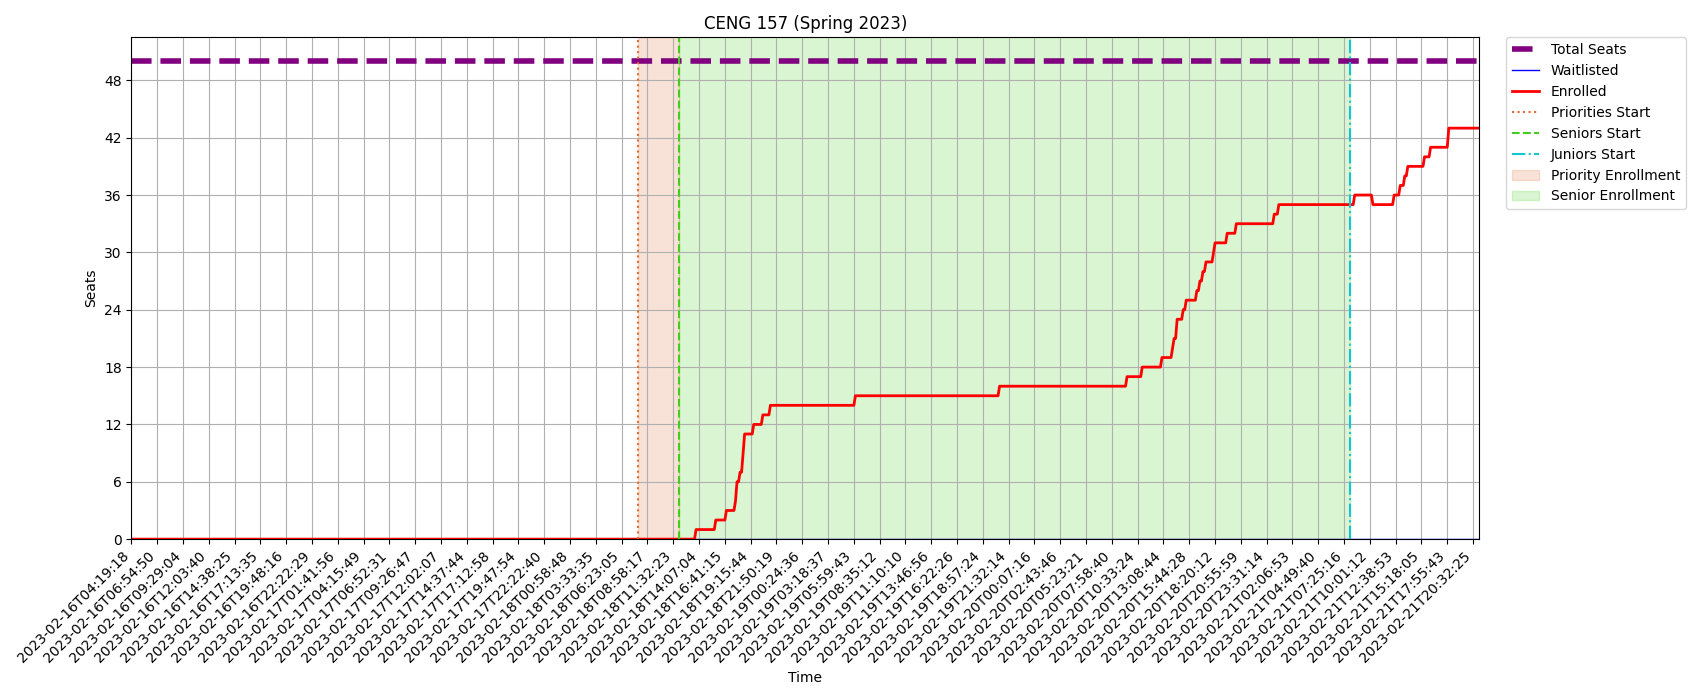 CENG 157 (Spring 2023)
Total Seats
Waitlisted
Enrolled
Priorities Start
Seniors Start
Juniors Start
Priority Enrollment
Senior Enrollment
Seats
48
42
36
30
24
18
12
6
0
2023-02-16T04:19:18
2023-02-16T06:54:50
2023-02-16T09:29:04
2023-02-16T12:03:40
2023-02-16T14:38:25
2023-02-16T17:13:35
2023-02-16T19:48:16
2023-02-16T22:22:29
2023-02-17T01:41:56
2023-02-17T04:15:49
2023-02-17T06:52:31
2023-02-17T09:26:47
2023-02-17T12:02:07
2023-02-17T14:37:44
2023-02-17T17:12:58
2023-02-17T19:47:54
2023-02-17T22:22:40
2023-02-18T00:58:48
2023-02-18T03:33:35
2023-02-18T06:23:05
2023-02-18T08:58:17
2023-02-18T11:32:23
2023-02-18T14:07:04
2023-02-18T16:41:15
2023-02-18T19:15:44
2023-02-18T21:50:19
2023-02-19T00:24:36
2023-02-19T03:18:37
2023-02-19T05:59:43
2023-02-19T08:35:12
2023-02-19T11:10:10
2023-02-19T13:46:56
2023-02-19T16:22:26
2023-02-19T18:57:24
2023-02-19T21:32:14
2023-02-20T00:07:16
2023-02-20T02:43:46
2023-02-20T05:23:21
2023-02-20T07:58:40
2023-02-20T10:33:24
2023-02-20T13:08:44
2023-02-20T15:44:28
2023-02-20T18:20:12
2023-02-20T20:55:59
2023-02-20T23:31:14
2023-02-21T02:06:53
2023-02-21T04:49:40
2023-02-21T07:25:16
2023-02-21T10:01:12
2023-02-21T12:38:53
2023-02-21T15:18:05
2023-02-21T17:55:43
2023-02-21T20:32:25
Time